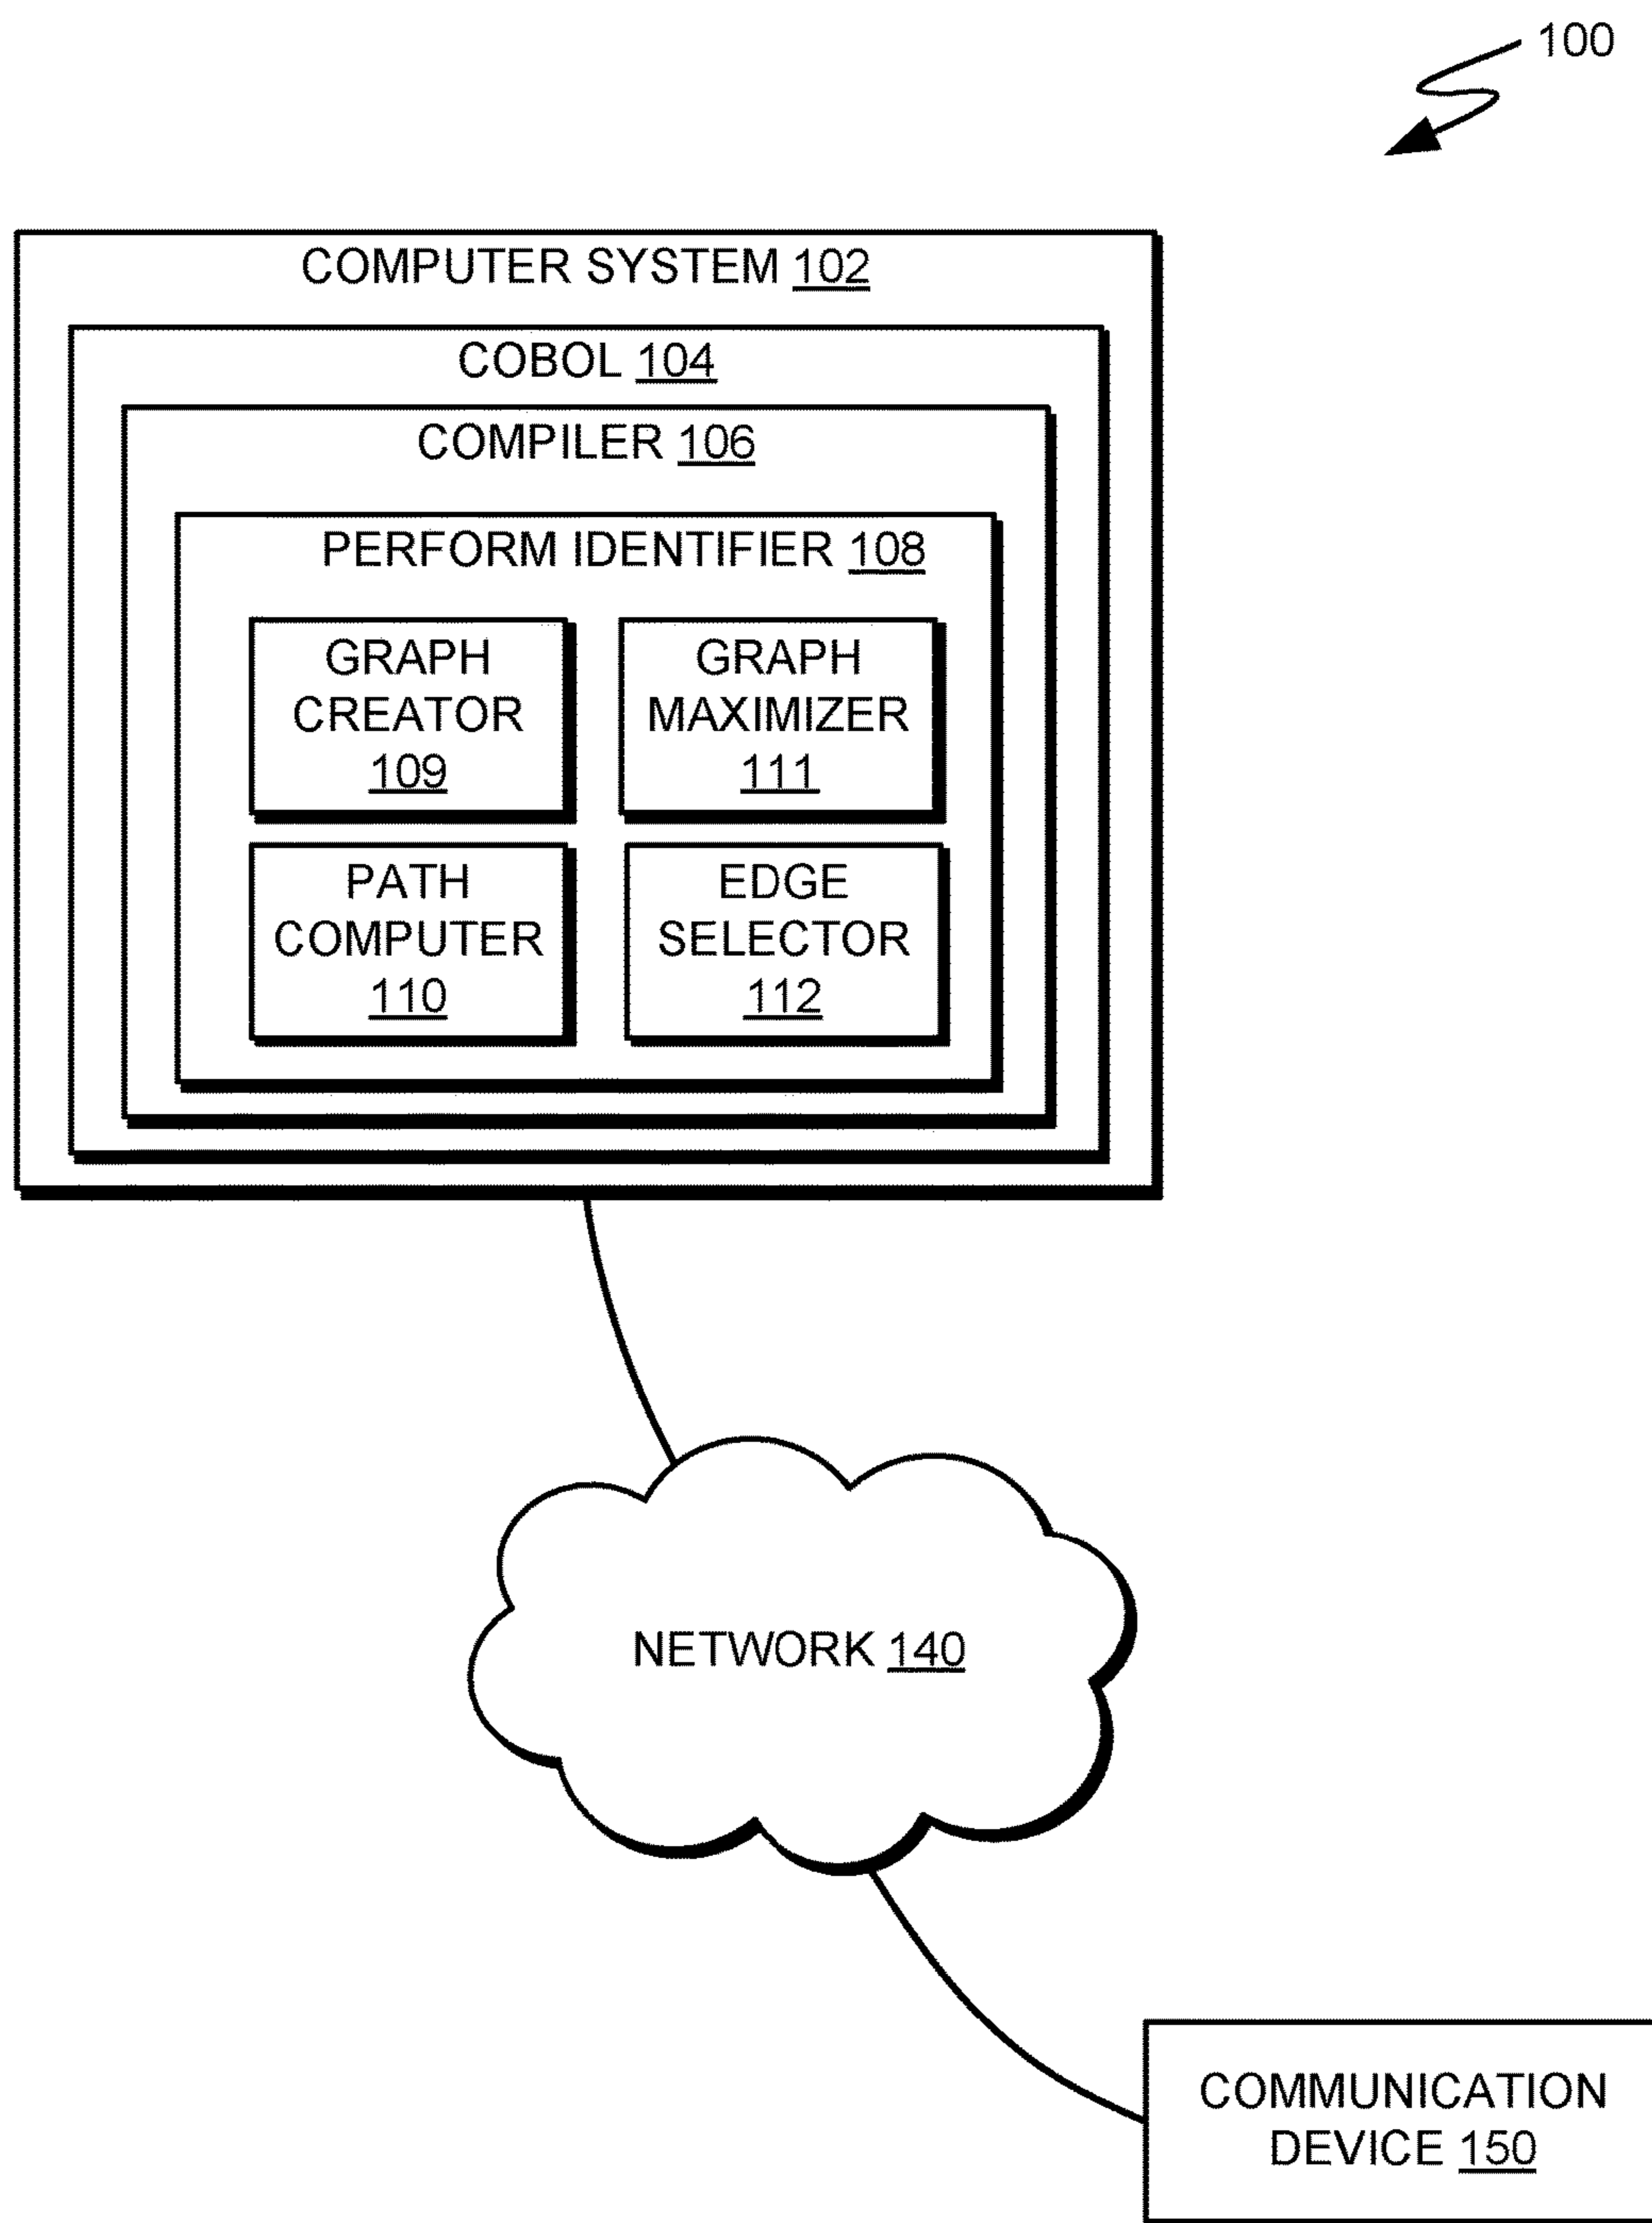 100
COMPUTER SYSTEM 102
COBOL 104
COMPILER 106
PERFORM IDENTIFIER 108
GRAPH
CREATOR
109
GRAPH
MAXIMIZER
111
PATH
COMPUTER
110
EDGE
SELECTOR
112
NETWORK 140
COMMUNICATION
DEVICE 150